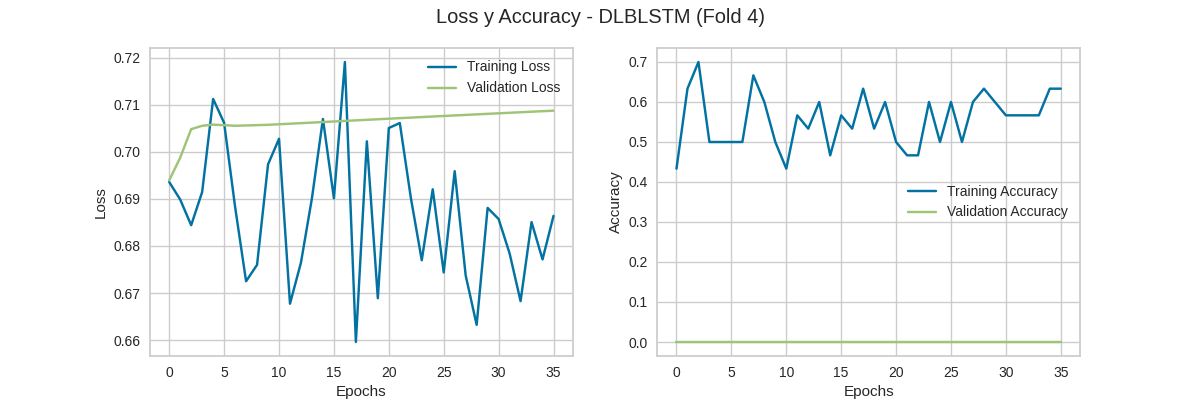 Loss y Accuracy - DLBLSTM (Fold 4)
0.72
0.71
0.70
0.69
0.68
0.67
0.66
Loss
0 5 10 15 20 25 30 35
Epochs
Training Loss
Validation Loss
0.7
0.6
0.5
0.4
0.3
0.2
0.1
0.0
Accuracy
0 5 10 15 20 25 30 35
Epochs
Training Accuracy
Validation Accuracy